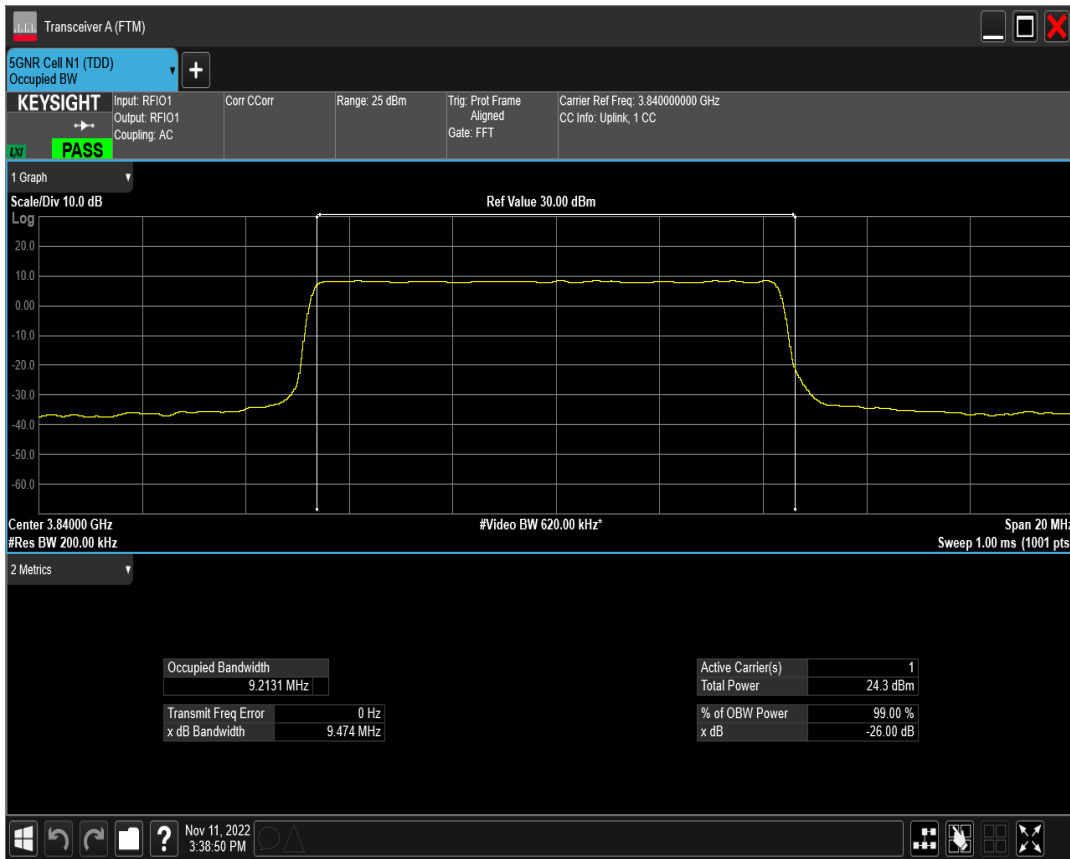 Transceiver A (FTM)
5GNR Cell N1 (TDD)
Occupied BW
+
KEYSIGHT
LXI
PASS
Input: RFIO1
Output: RFIO1
Coupling: AC
Corr CCorr
Range: 25 dBm
Trig: Prot Frame
Aligned
Gate: FFT
Carrier Ref Freq: 3.840000000 GHz
CC Info: Uplink, 1 CC
1 Graph
Scale/Div 10.0 dB
Ref Value 30.00 dBm
Log
20.0
10.0
0.00
-10.0
-20.0
-30.0
-40.0
-50.0
-60.0
Center 3.84000 GHz
#Video BW 620.00 kHz*
Span 20 MHz
#Res BW 200.00 kHz
Sweep 1.00 ms (1001 pts
2 Metrics
Occupied Bandwidth
9.2131 MHz
Transmit Freq Error 0 Hz
x dB Bandwidth 9.474 MHz
Active Carrier(s) 1
Total Power 24.3 dBm
% of OBW Power 99.00 %
x dB -26.00 dB
?
Nov 11, 2022
3:38:50 PM